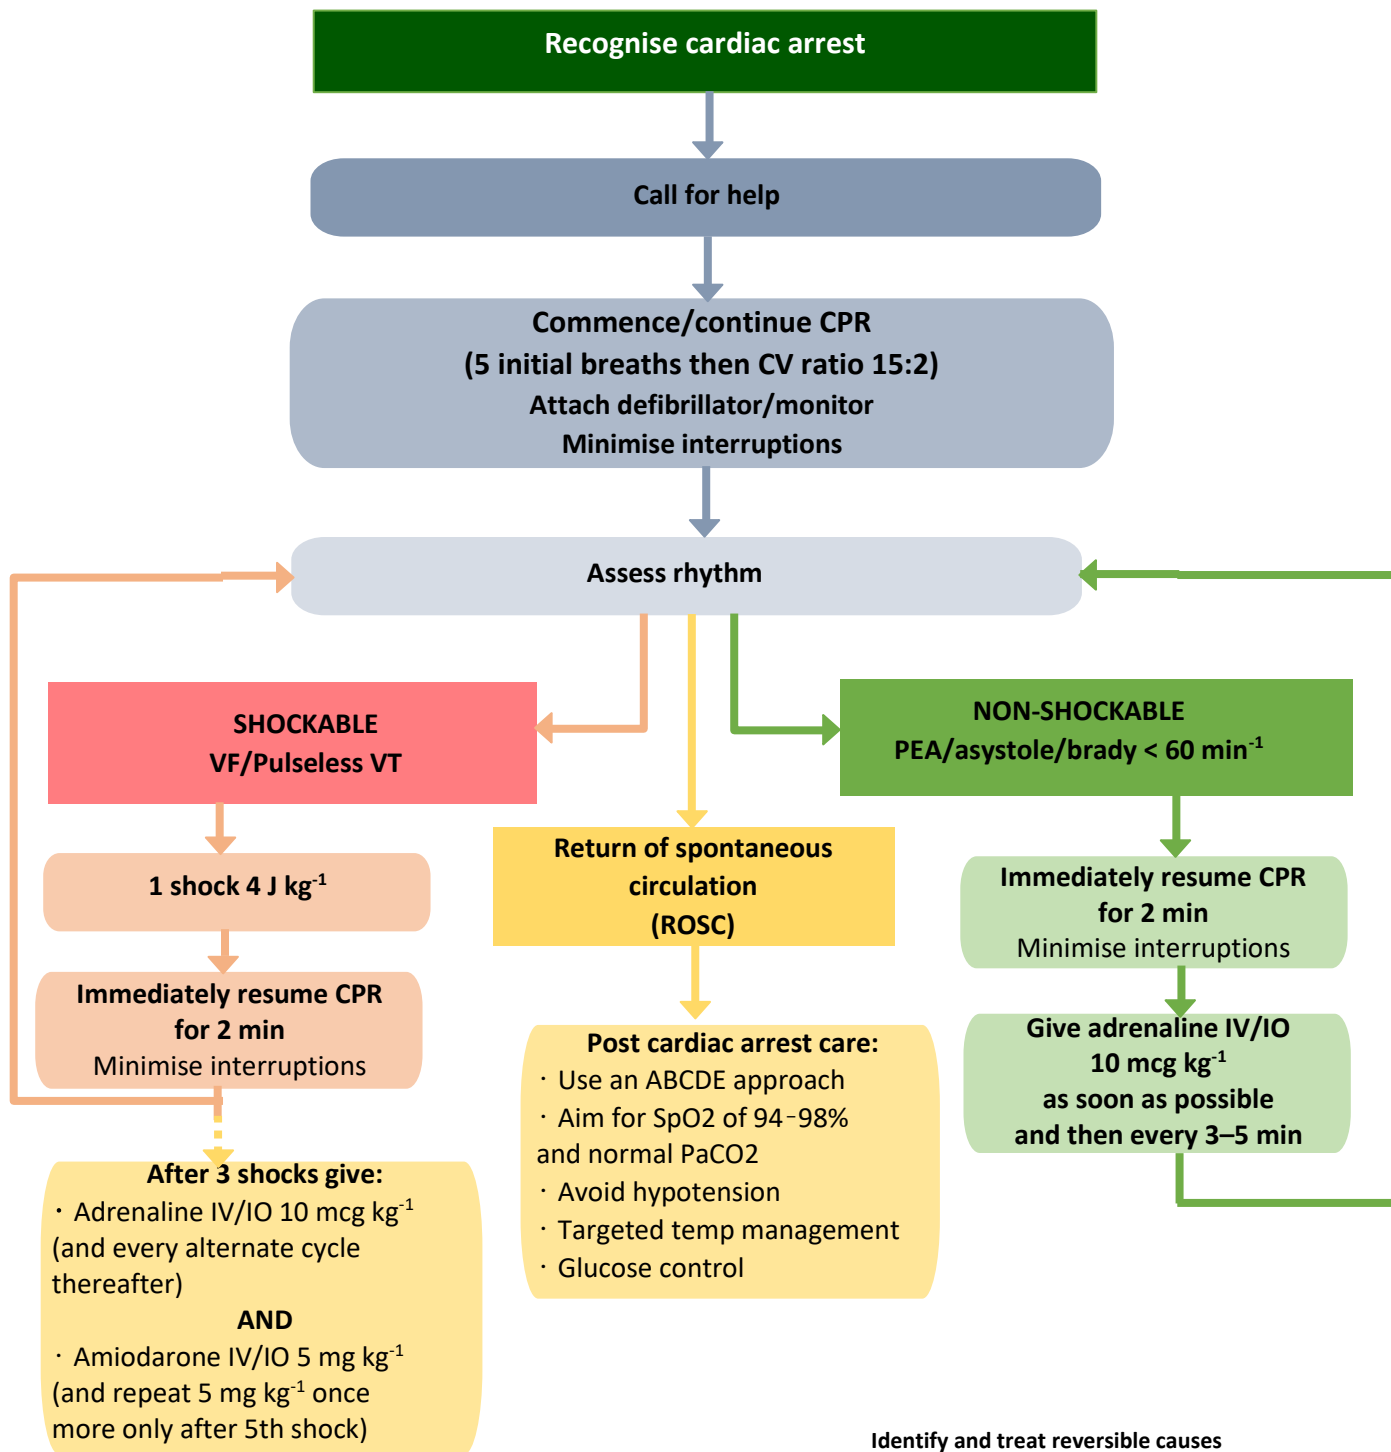 Recognise cardiac arrest
Call for help
Commence/continue CPR
(5 initial breaths then CV ratio 15:2)
Attach defibrillator/monitor
Minimise interruptions
Assess rhythm
SHOCKABLE
VF/Pulseless VT
1 shock 4 J kg⁻¹
Immediately resume CPR
for 2 min
Minimise interruptions
After 3 shocks give:
· Adrenaline IV/IO 10 mcg kg⁻¹
(and every alternate cycle
thereafter)
AND
· Amiodarone IV/IO 5 mg kg⁻¹
(and repeat 5 mg kg⁻¹ once
more only after 5th shock)
Return of spontaneous
circulation
(ROSC)
Post cardiac arrest care:
· Use an ABCDE approach
· Aim for SpO2 of 94-98%
and normal PaCO2
· Avoid hypotension
· Targeted temp management
· Glucose control
NON-SHOCKABLE
PEA/asystole/brady < 60 min⁻¹
Immediately resume CPR
for 2 min
Minimise interruptions
Give adrenaline IV/IO
10 mcg kg⁻¹
as soon as possible
and then every 3–5 min
Identify and treat reversible causes